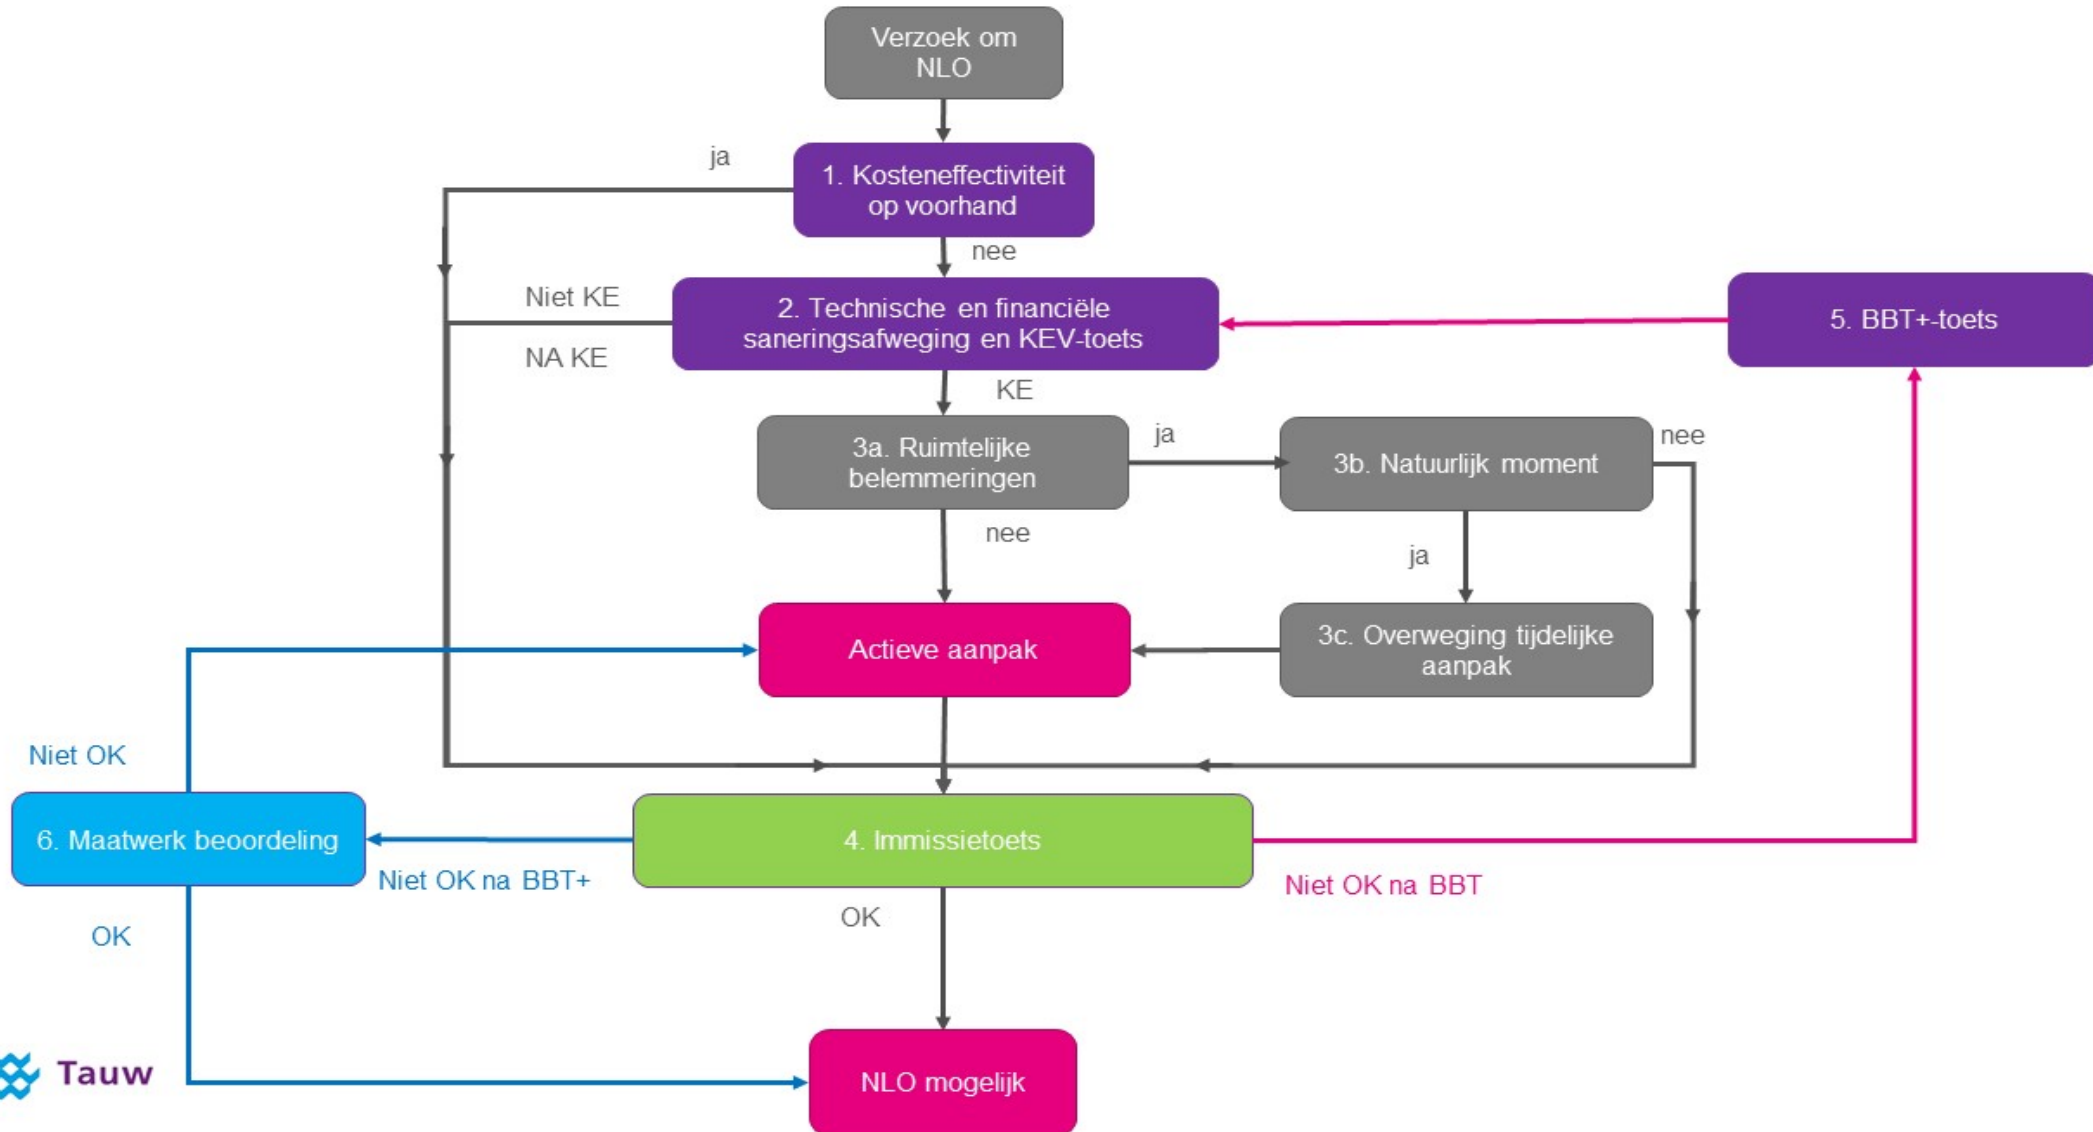 Verzoek om
NLO
ja
1. Kosteneffectiviteit
op voorhand
nee
Niet KE
NA KE
2. Technische en financiële
saneringsafweging en KEV-toets
5. BBT+-toets
KE
3a. Ruimtelijke
belemmeringen
ja
3b. Natuurlijk moment
nee
nee
ja
Actieve aanpak
3c. Overweging tijdelijke
aanpak
Niet OK
6. Maatwerk beoordeling
4. Immissietoets
Niet OK na BBT+
Niet OK na BBT
OK
OK
NLO mogelijk
Tauw